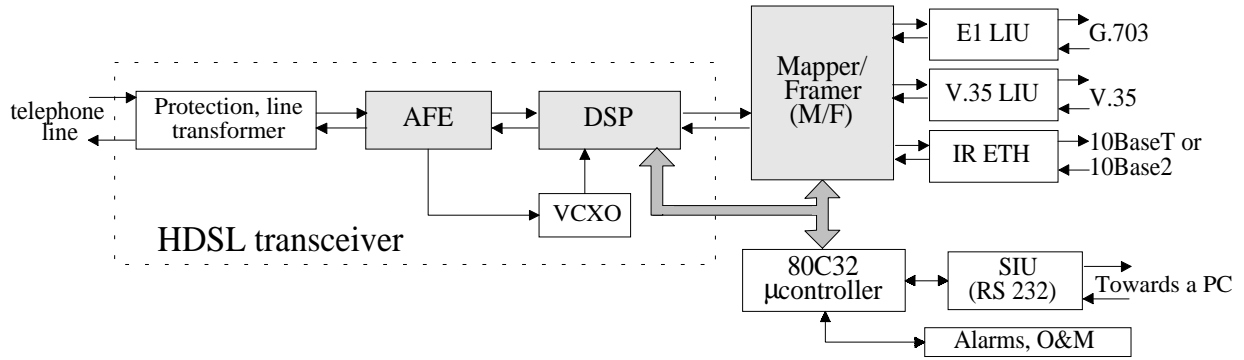 telephone
line
Protection, line
transformer
AFE
DSP
VCXO
HDSL transceiver
Mapper/
Framer
(M/F)
E1 LIU
G.703
V.35 LIU
V.35
IR ETH
10BaseT or
10Base2
80C32
μcontroller
SIU
(RS 232)
Towards a PC
Alarms, O&M